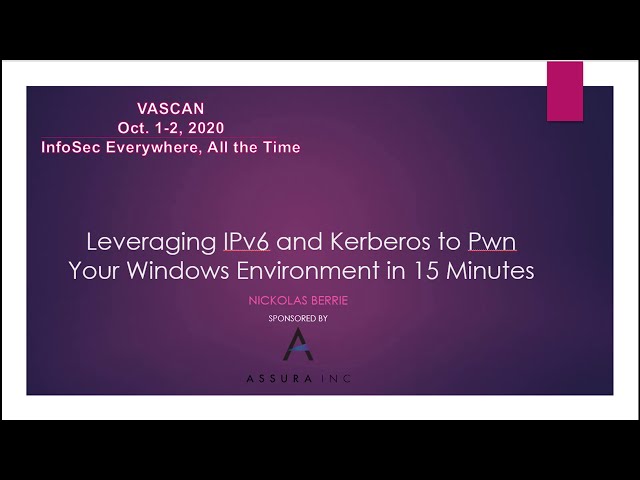 VASCAN
Oct. 1-2, 2020
InfoSec Everywhere, All the Time
Leveraging IPv6 and Kerberos to Pwn
Your Windows Environment in 15 Minutes
NICKOLAS BERRIE
SPONSORED BY
ASSURA INC